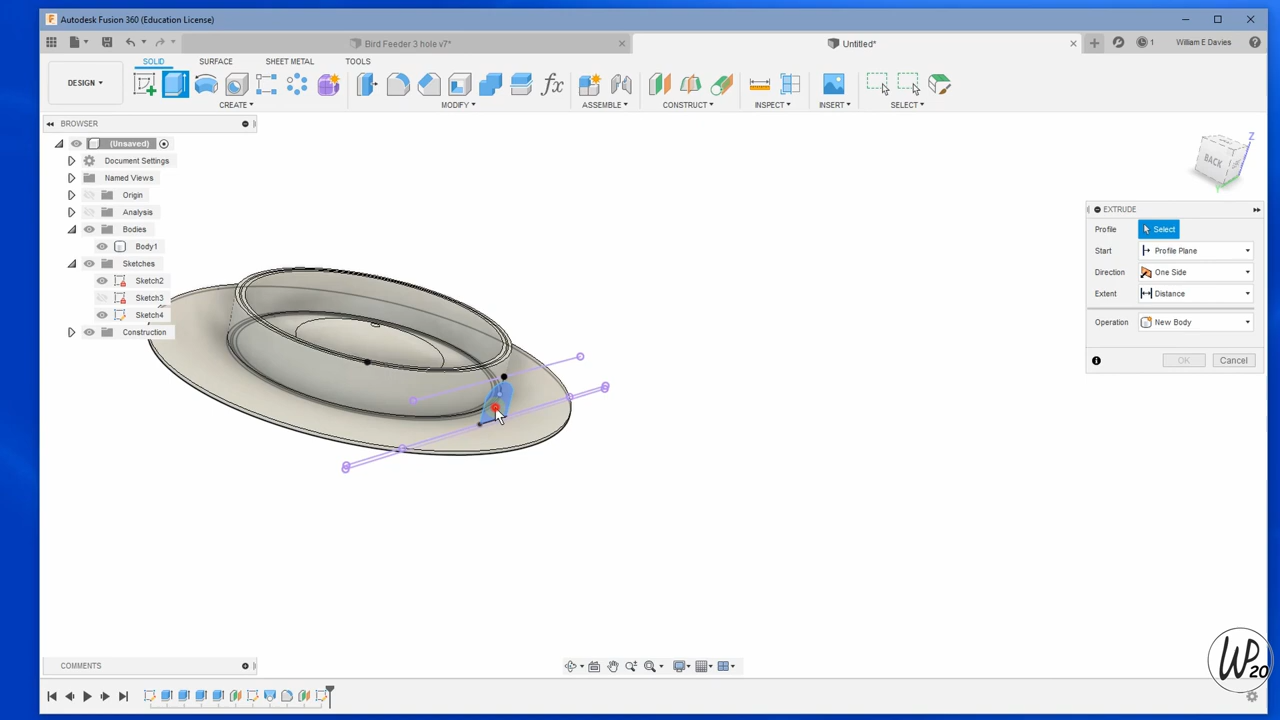 Autodesk Fusion 360 (Education License)
Bird Feeder 3 hole v7*
Untitled*
1
William E Davies
SOLID
SURFACE
SHEET METAL
TOOLS
DESIGN
fx
CREATE
MODIFY
ASSEMBLE
CONSTRUCT
INSPECT
INSERT
SELECT
BROWSER
(Unsaved)
Document Settings
Named Views
Origin
Analysis
Bodies
Body1
Sketches
Sketch2
Sketch3
Sketch4
Construction
Z
BACK
EXTRUDE
Profile Select
Start Profile Plane
Direction One Side
Extent Distance
Operation New Body
OK Cancel
COMMENTS
WP
20